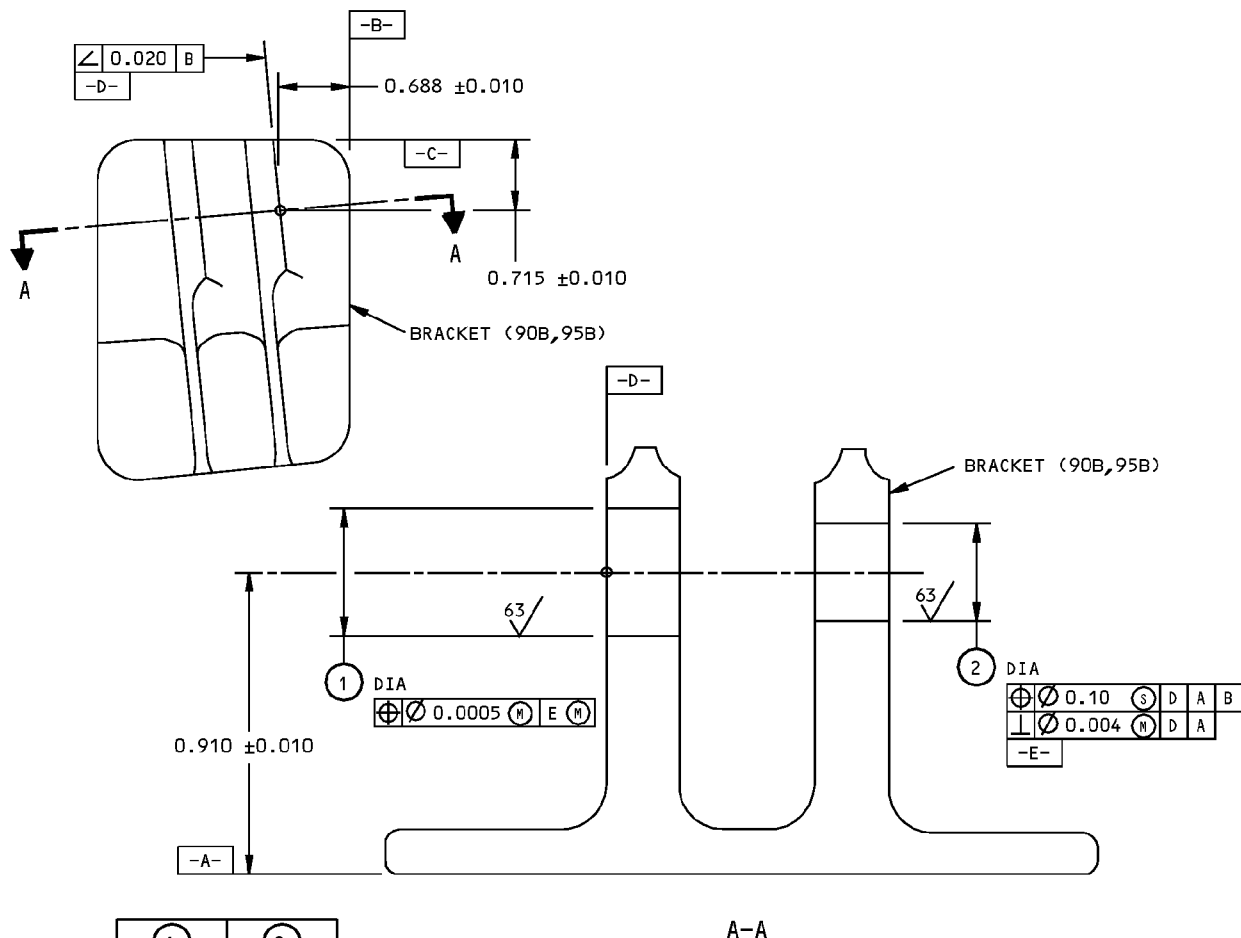 -B-
∠ 0.020 B
-D-
0.688 ±0.010
-C-
A
A
0.715 ±0.010
BRACKET (90B,95B)
-D-
BRACKET (90B,95B)
63
63
1 DIA
⌖ ∅ 0.0005 Ⓜ E Ⓜ
2 DIA
⌖ ∅ 0.10 Ⓢ D A B
⊥ ∅ 0.004 Ⓜ D A
-E-
0.910 ±0.010
-A-
A-A